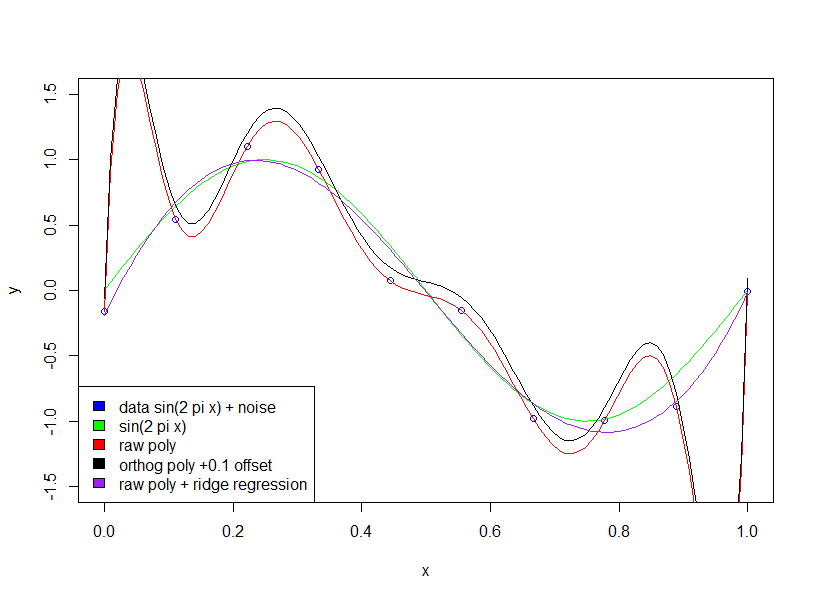 1.5
1.0
0.5
0.0
-0.5
-1.0
-1.5
y
data sin(2 pi x) + noise
sin(2 pi x)
raw poly
orthog poly +0.1 offset
raw poly + ridge regression
0.0 0.2 0.4 0.6 0.8 1.0
x